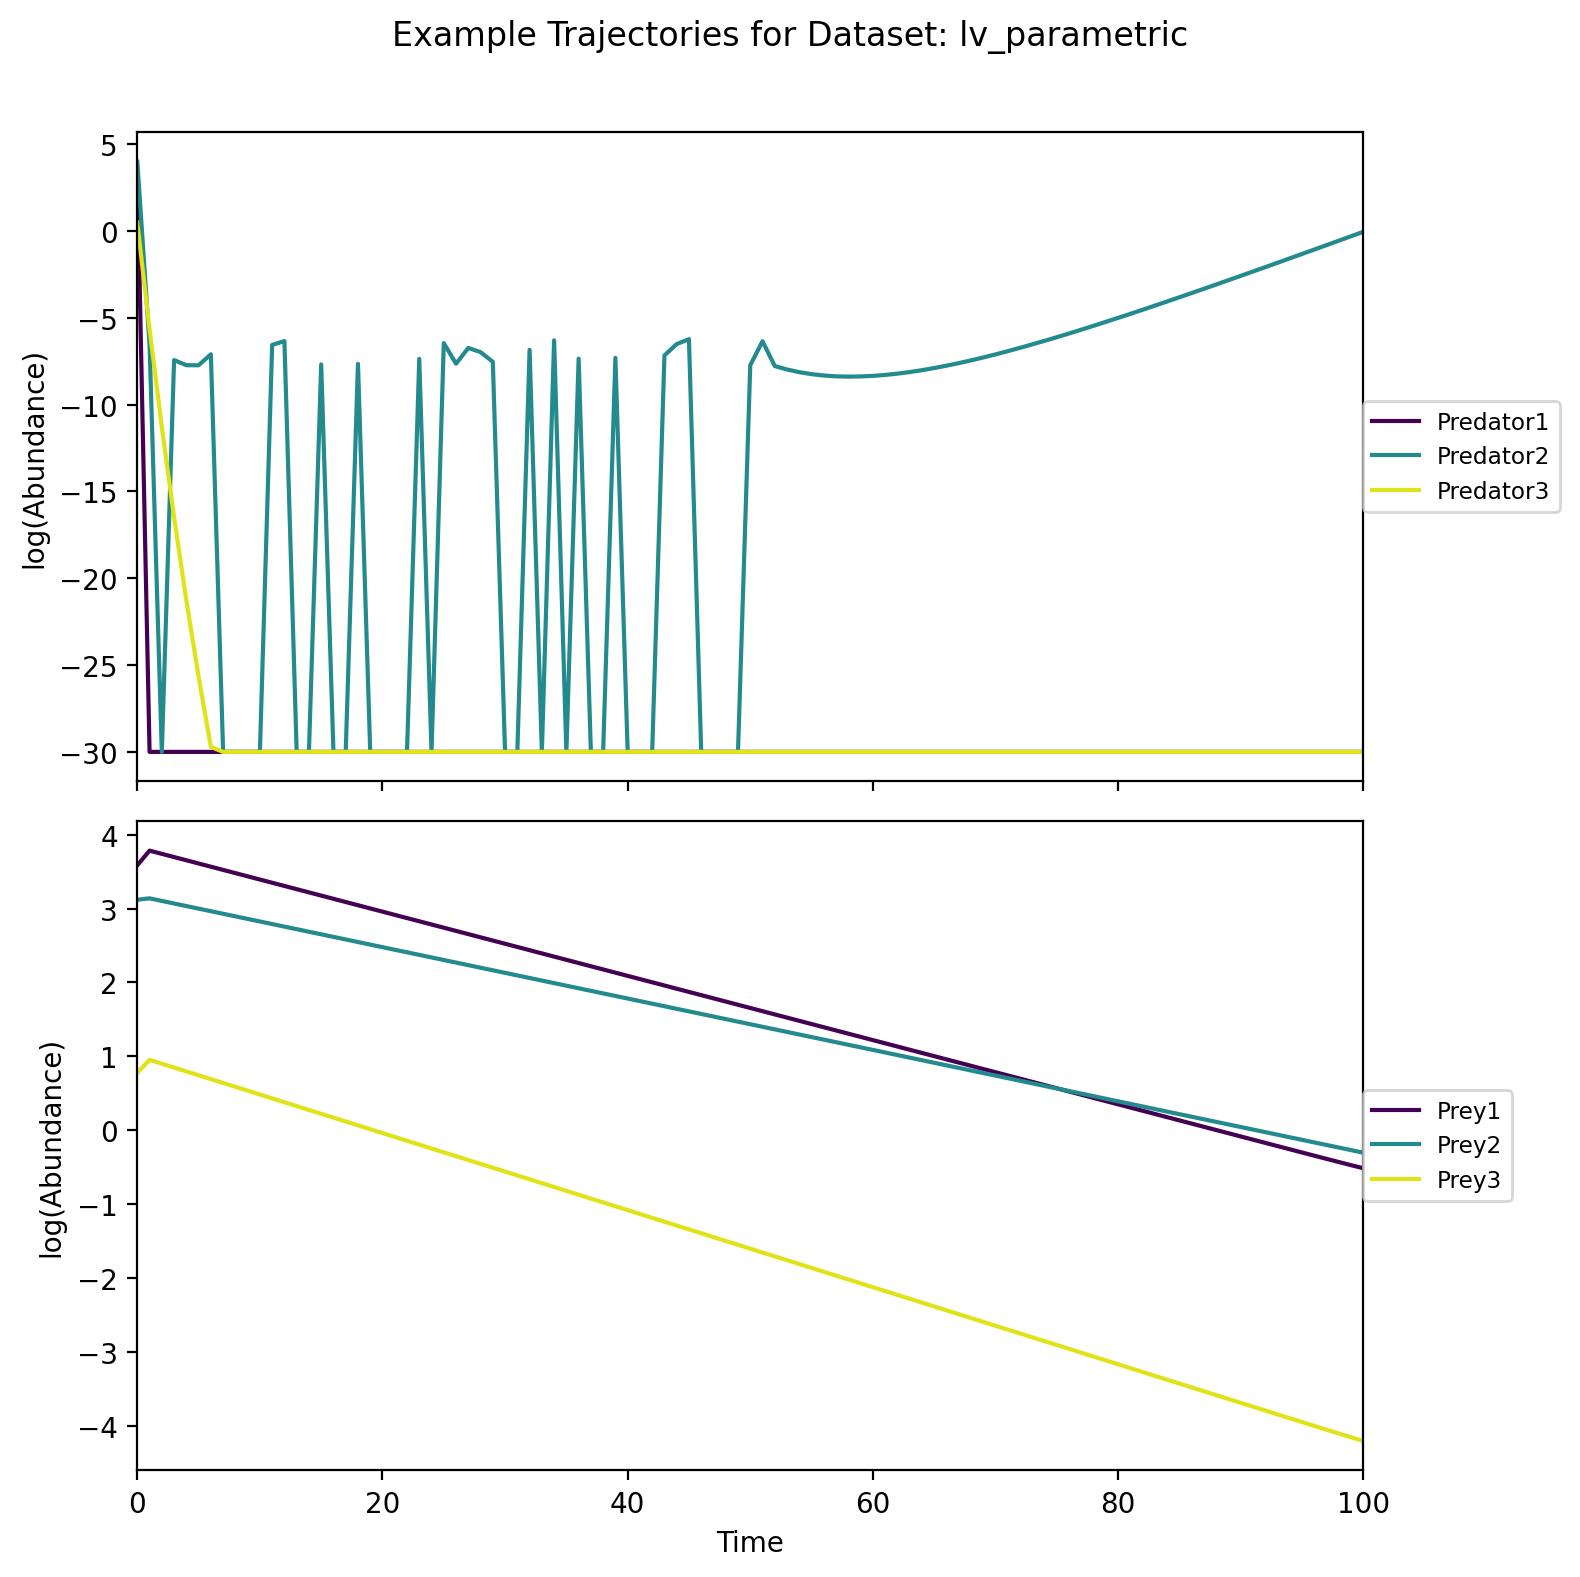 Example Trajectories for Dataset: lv_parametric
5
0
−5
−10
−15
−20
−25
−30
log(Abundance)
Predator1
Predator2
Predator3
4
3
2
1
0
−1
−2
−3
−4
log(Abundance)
Prey1
Prey2
Prey3
0 20 40 60 80 100
Time